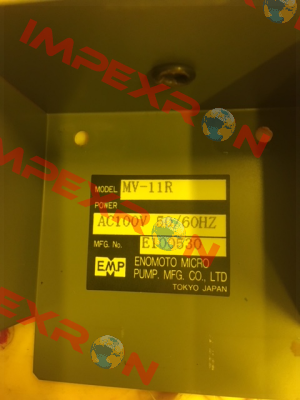 IMPEXRON
MODEL MV-11R
POWER
AC100V 50/60HZ
MFG. No. E100530
EMP ENOMOTO MICRO
PUMP. MFG. CO., LTD
TOKYO JAPAN
IMPEXRON
IMPEXRON